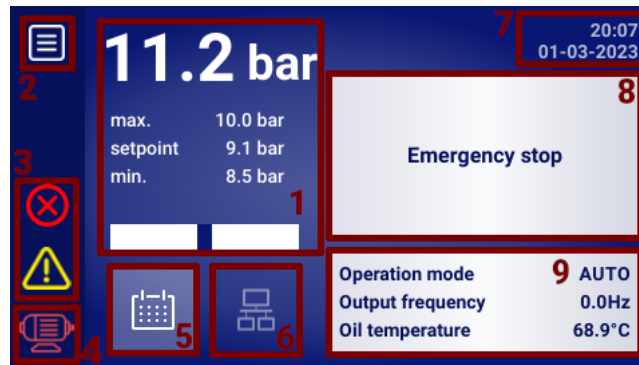 7
20:07
01-03-2023
2
11.2 bar
max. 10.0 bar
setpoint 9.1 bar
min. 8.5 bar
1
8
Emergency stop
3
4
5
6
9
Operation mode AUTO
Output frequency 0.0Hz
Oil temperature 68.9°C